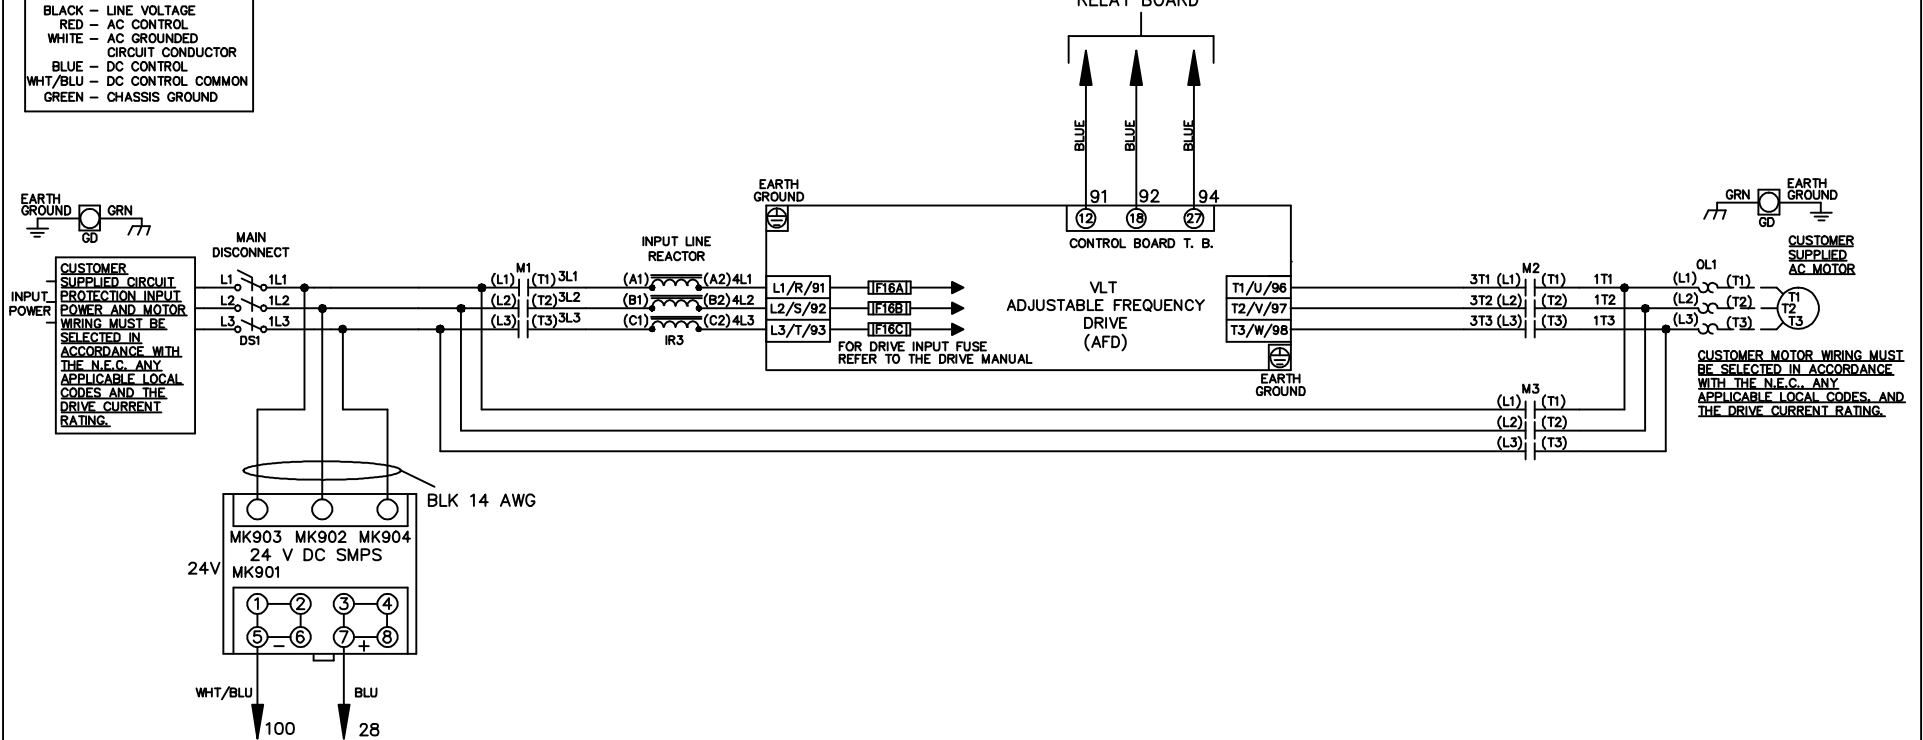 BLACK – LINE VOLTAGE
RED – AC CONTROL
WHITE – AC GROUNDED
CIRCUIT CONDUCTOR
BLUE – DC CONTROL
WHT/BLU – DC CONTROL COMMON
GREEN – CHASSIS GROUND
RELAY BOARD
BLUE
BLUE
BLUE
91
92
94
12
18
27
CONTROL BOARD T. B.
EARTH
GROUND
GRN
GD
MAIN
DISCONNECT
L1
1L1
L2
1L2
L3
1L3
DS1
INPUT
POWER
CUSTOMER
SUPPLIED CIRCUIT
PROTECTION INPUT
POWER AND MOTOR
WIRING MUST BE
SELECTED IN
ACCORDANCE WITH
THE N.E.C. ANY
APPLICABLE LOCAL
CODES AND THE
DRIVE CURRENT
RATING.
M1
(L1) (T1) 3L1
(L2) (T2) 3L2
(L3) (T3) 3L3
INPUT LINE
REACTOR
(A1) (A2) 4L1
(B1) (B2) 4L2
(C1) (C2) 4L3
IR3
EARTH
GROUND
L1/R/91
L2/S/92
L3/T/93
F16A
F16B
F16C
FOR DRIVE INPUT FUSE
REFER TO THE DRIVE MANUAL
VLT
ADJUSTABLE FREQUENCY
DRIVE
(AFD)
T1/U/96
T2/V/97
T3/W/98
EARTH
GROUND
M2
3T1 (L1) (T1) 1T1
3T2 (L2) (T2) 1T2
3T3 (L3) (T3) 1T3
M3
(L1) (T1)
(L2) (T2)
(L3) (T3)
GRN
EARTH
GROUND
GD
CUSTOMER
SUPPLIED
AC MOTOR
OL1
(L1) (T1)
(L2) (T2)
(L3) (T3)
T1
T2
T3
CUSTOMER MOTOR WIRING MUST
BE SELECTED IN ACCORDANCE
WITH THE N.E.C., ANY
APPLICABLE LOCAL CODES, AND
THE DRIVE CURRENT RATING.
BLK 14 AWG
MK903 MK902 MK904
24 V DC SMPS
24V
MK901
1 2 3 4
5 – 6 7 + 8
WHT/BLU
BLU
100
28